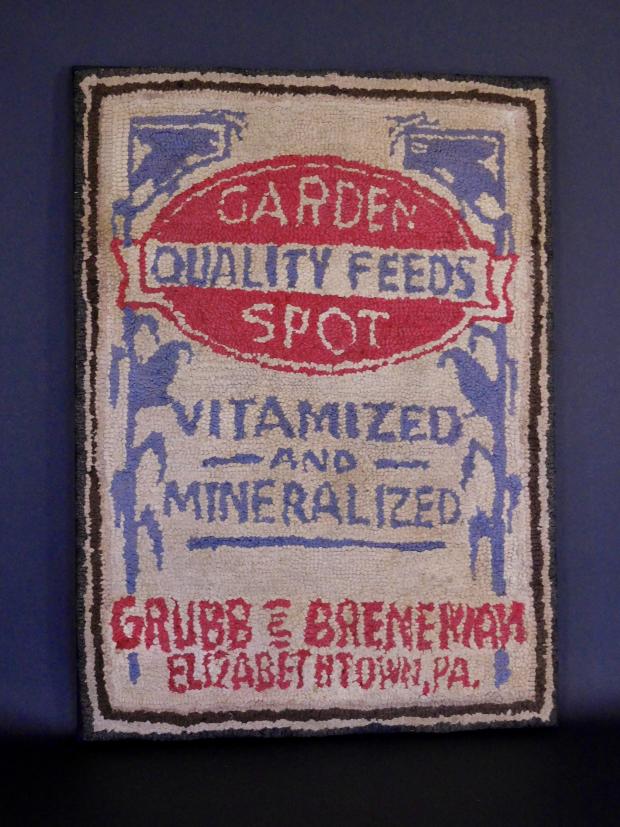 GARDEN
QUALITY FEEDS
SPOT
VITAMIZED
— AND —
MINERALIZED
GRUBB & BRENEMAN
ELIZABETHTOWN, PA.